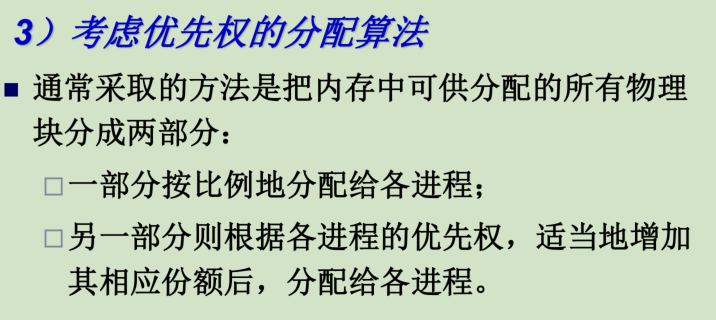 3）考虑优先权的分配算法
■ 通常采取的方法是把内存中可供分配的所有物理
块分成两部分：
□一部分按比例地分配给各进程；
□另一部分则根据各进程的优先权，适当地增加
其相应份额后，分配给各进程。